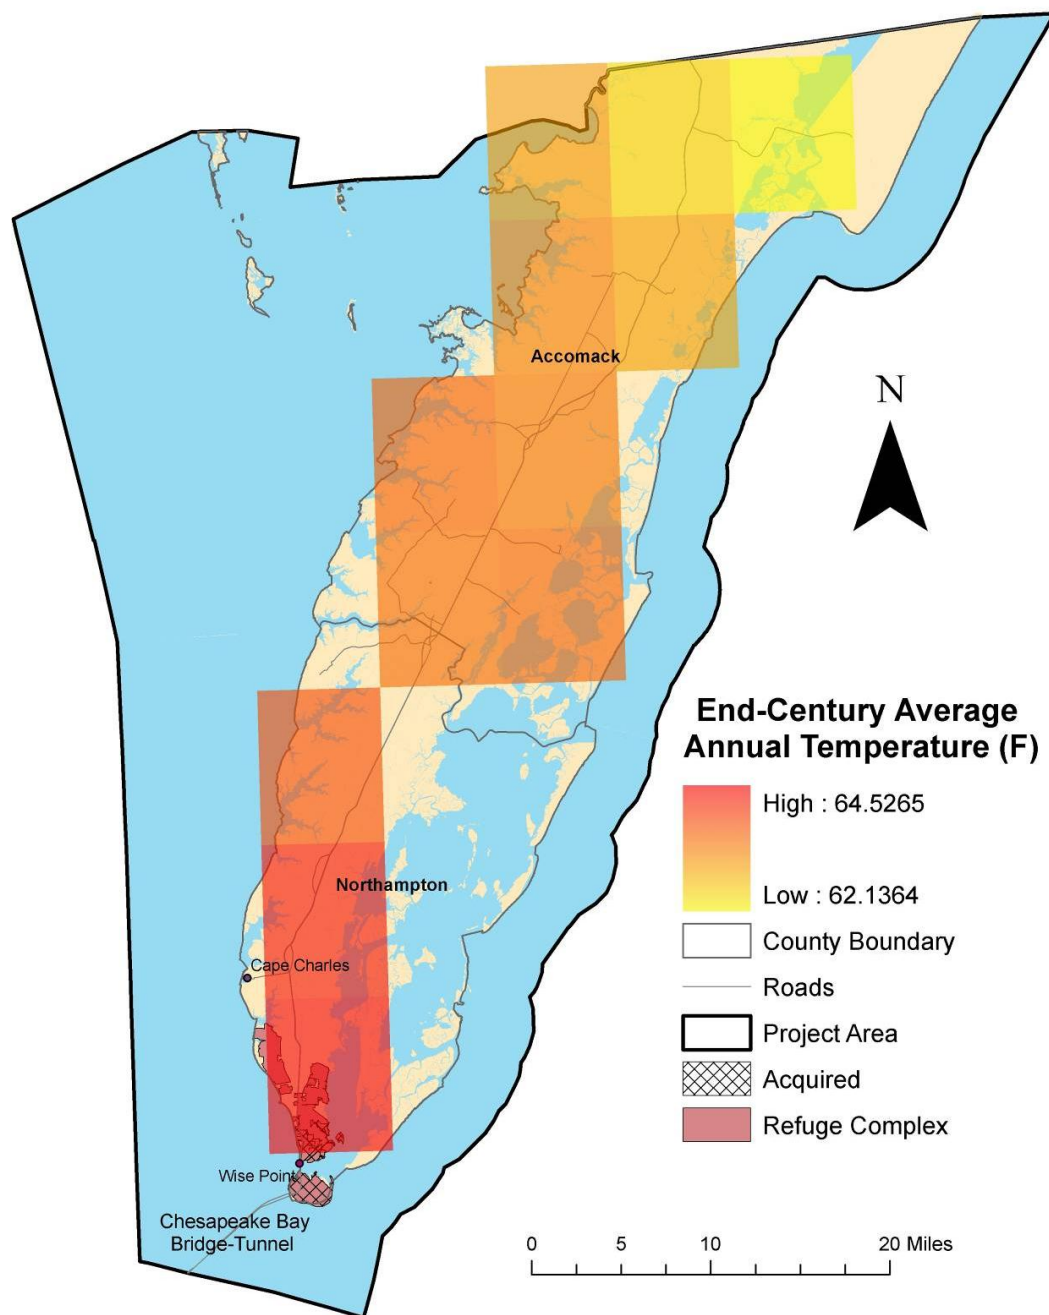 Accomack
N
End-Century Average
Annual Temperature (F)
High : 64.5265
Low : 62.1364
County Boundary
Roads
Project Area
Acquired
Refuge Complex
Northampton
Cape Charles
Wise Point
Chesapeake Bay
Bridge-Tunnel
0 5 10 20 Miles